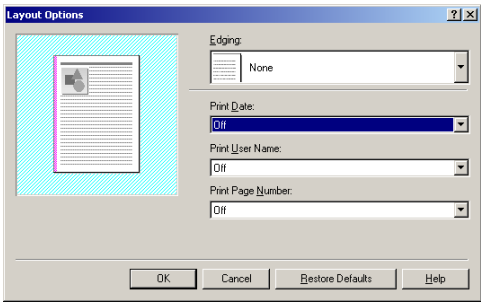 Layout Options
Edging:
None
Print Date:
Off
Print User Name:
Off
Print Page Number:
Off
OK Cancel Restore Defaults Help